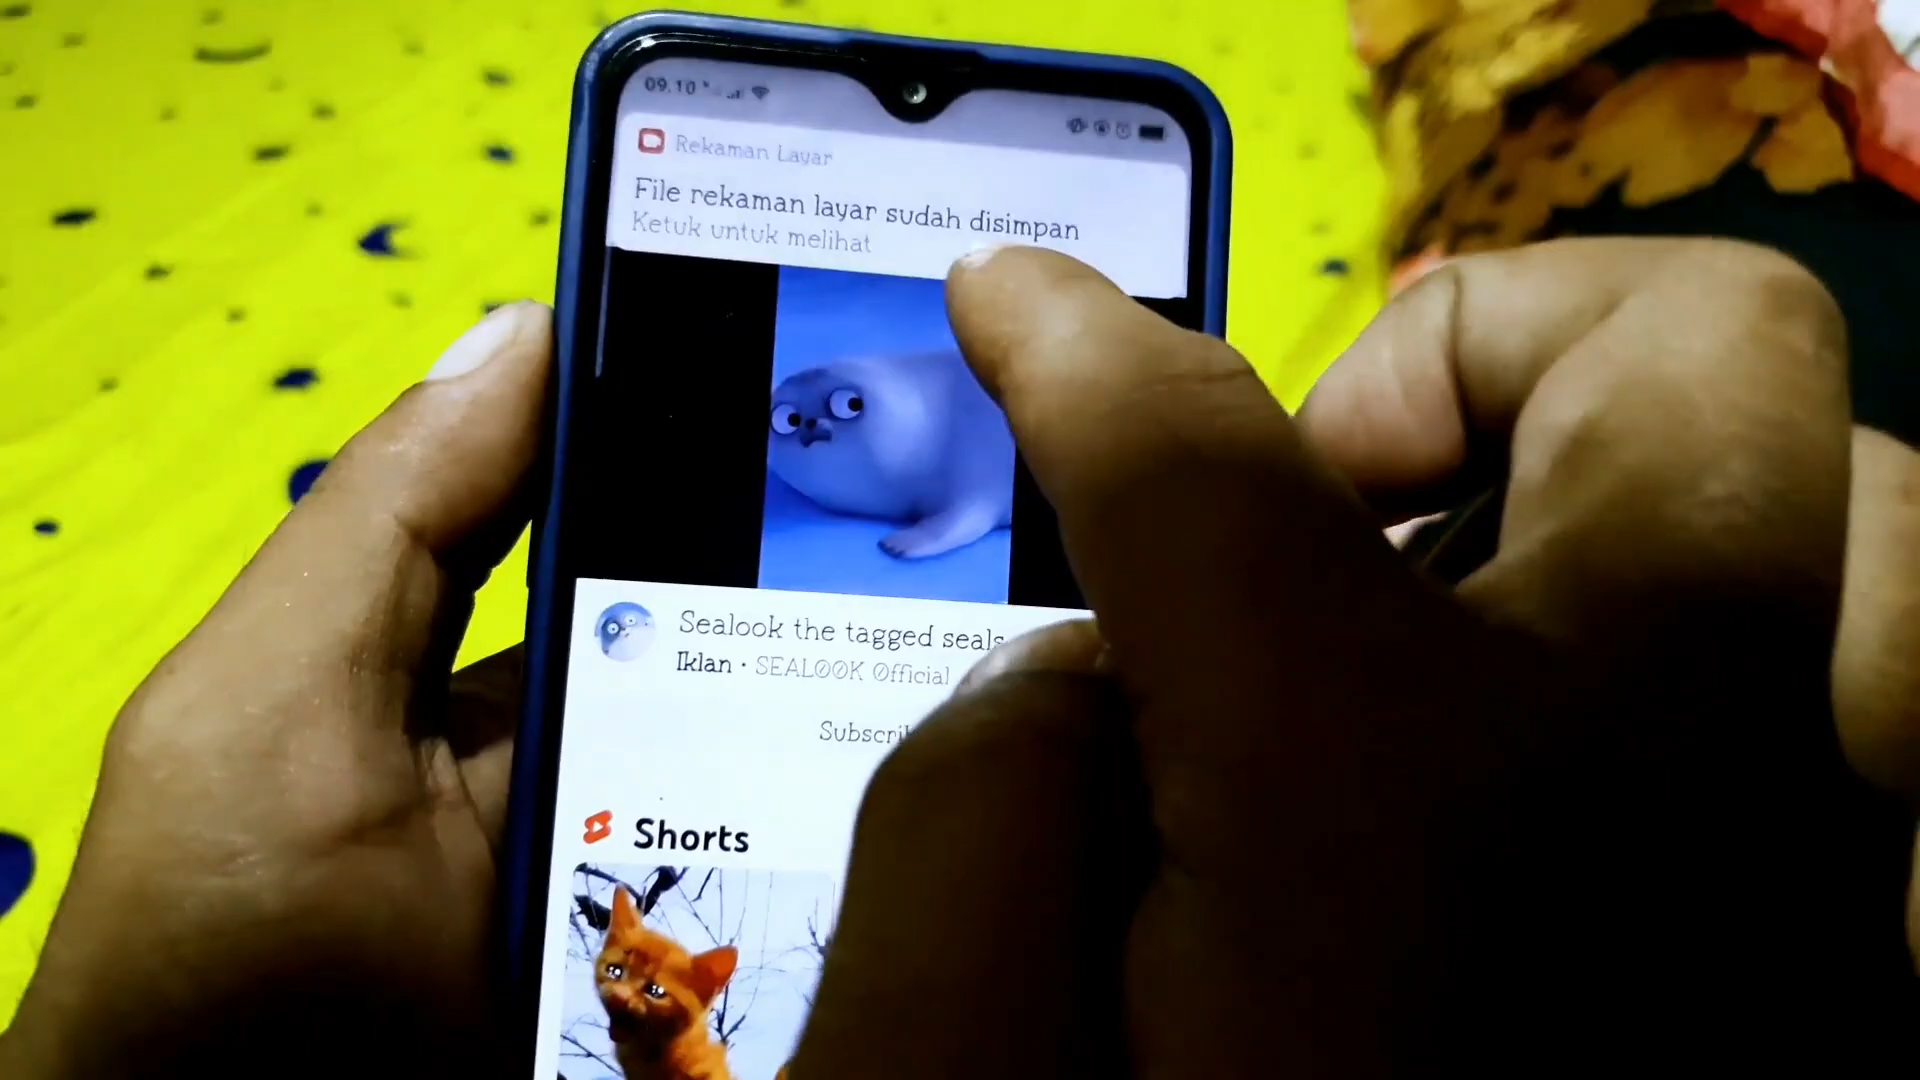 09.10
Rekaman Layar
File rekaman layar sudah disimpan
Ketuk untuk melihat
Sealook the tagged seals
Iklan · SEALOOK Official
Shorts